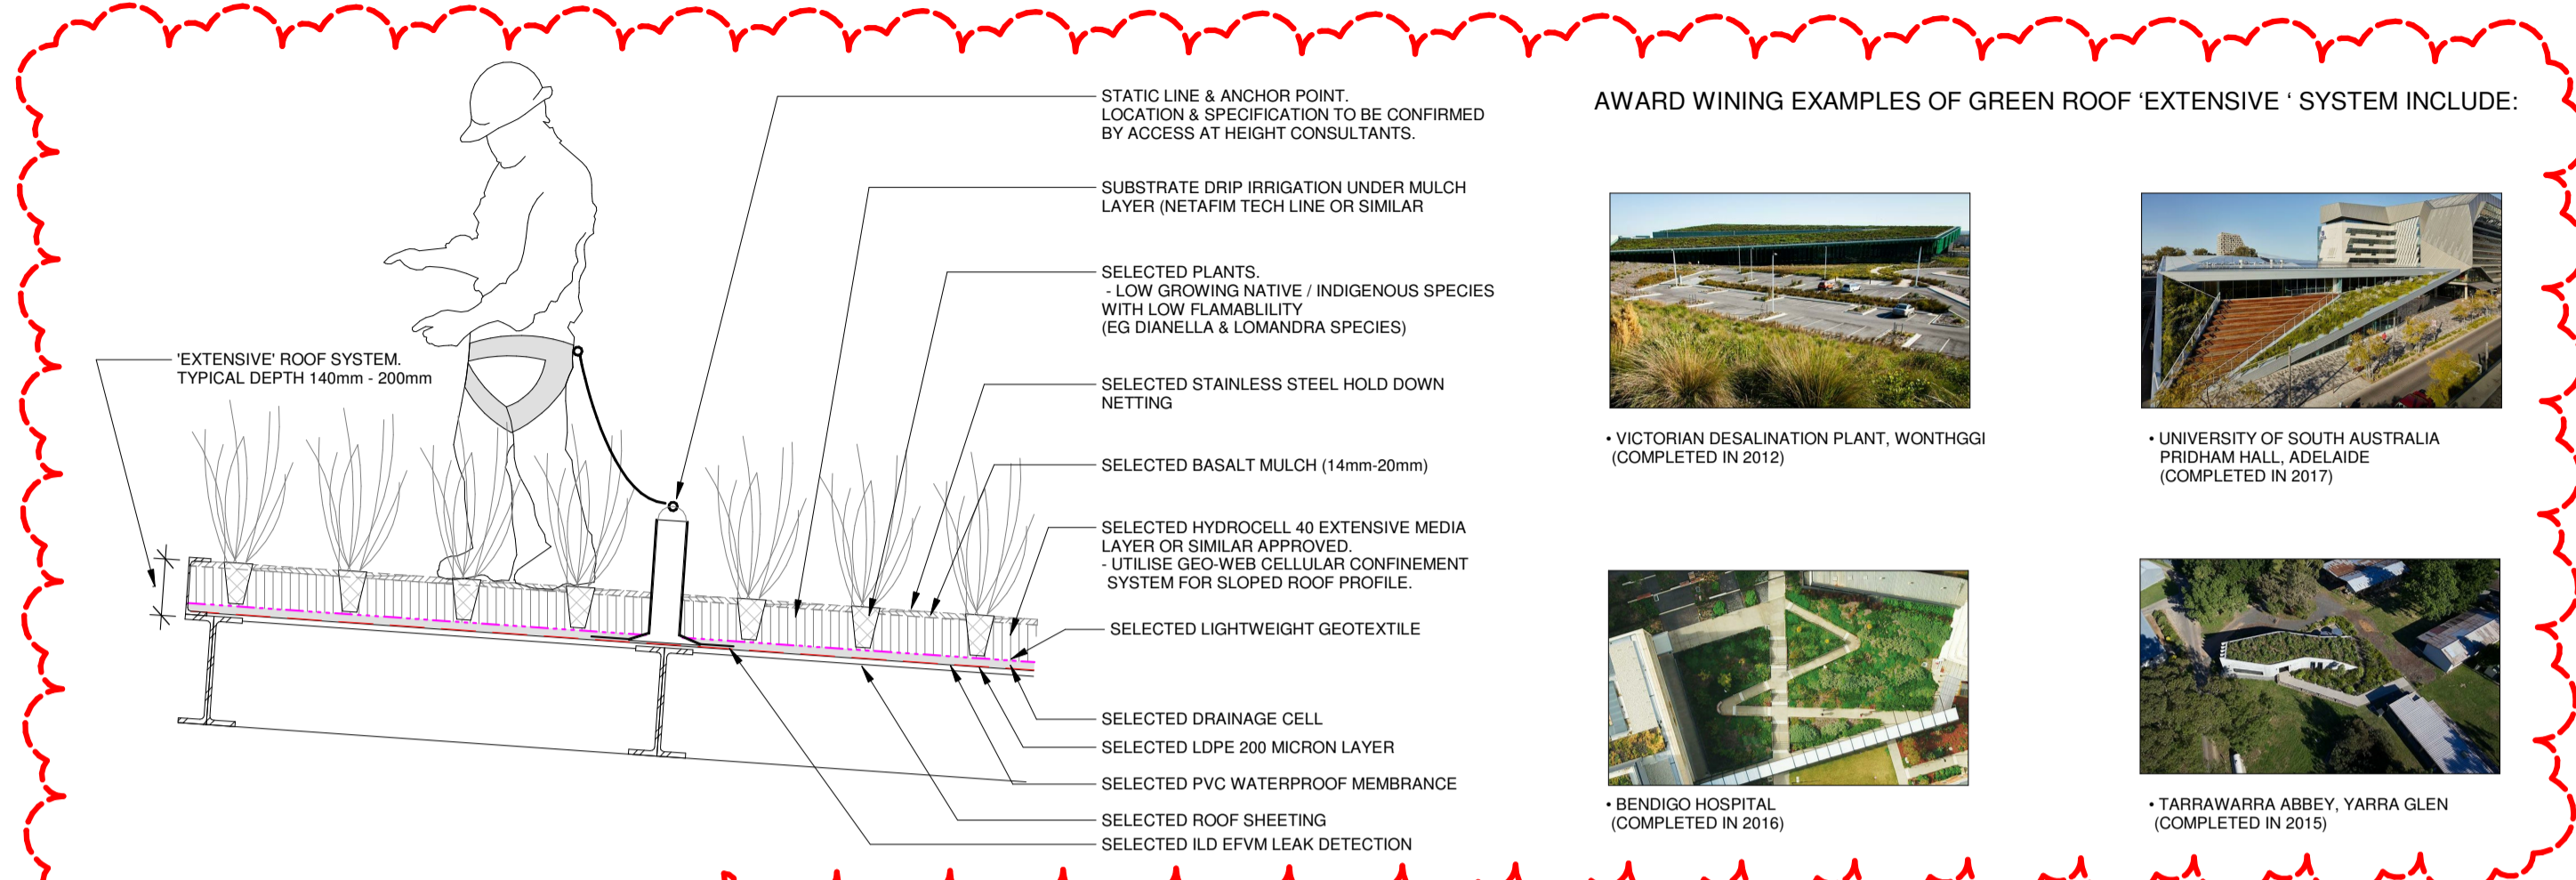 'EXTENSIVE' ROOF SYSTEM.
TYPICAL DEPTH 140mm - 200mm
STATIC LINE & ANCHOR POINT.
LOCATION & SPECIFICATION TO BE CONFIRMED
BY ACCESS AT HEIGHT CONSULTANTS.
SUBSTRATE DRIP IRRIGATION UNDER MULCH
LAYER (NETAFIM TECH LINE OR SIMILAR
SELECTED PLANTS.
- LOW GROWING NATIVE / INDIGENOUS SPECIES
WITH LOW FLAMABLILITY
(EG DIANELLA & LOMANDRA SPECIES)
SELECTED STAINLESS STEEL HOLD DOWN
NETTING
SELECTED BASALT MULCH (14mm-20mm)
SELECTED HYDROCELL 40 EXTENSIVE MEDIA
LAYER OR SIMILAR APPROVED.
- UTILISE GEO-WEB CELLULAR CONFINEMENT
SYSTEM FOR SLOPED ROOF PROFILE.
SELECTED LIGHTWEIGHT GEOTEXTILE
SELECTED DRAINAGE CELL
SELECTED LDPE 200 MICRON LAYER
SELECTED PVC WATERPROOF MEMBRANCE
SELECTED ROOF SHEETING
SELECTED ILD EFVM LEAK DETECTION
AWARD WINING EXAMPLES OF GREEN ROOF ‘EXTENSIVE ‘ SYSTEM INCLUDE:
• VICTORIAN DESALINATION PLANT, WONTHGGI
(COMPLETED IN 2012)
• UNIVERSITY OF SOUTH AUSTRALIA
PRIDHAM HALL, ADELAIDE
(COMPLETED IN 2017)
• BENDIGO HOSPITAL
(COMPLETED IN 2016)
• TARRAWARRA ABBEY, YARRA GLEN
(COMPLETED IN 2015)